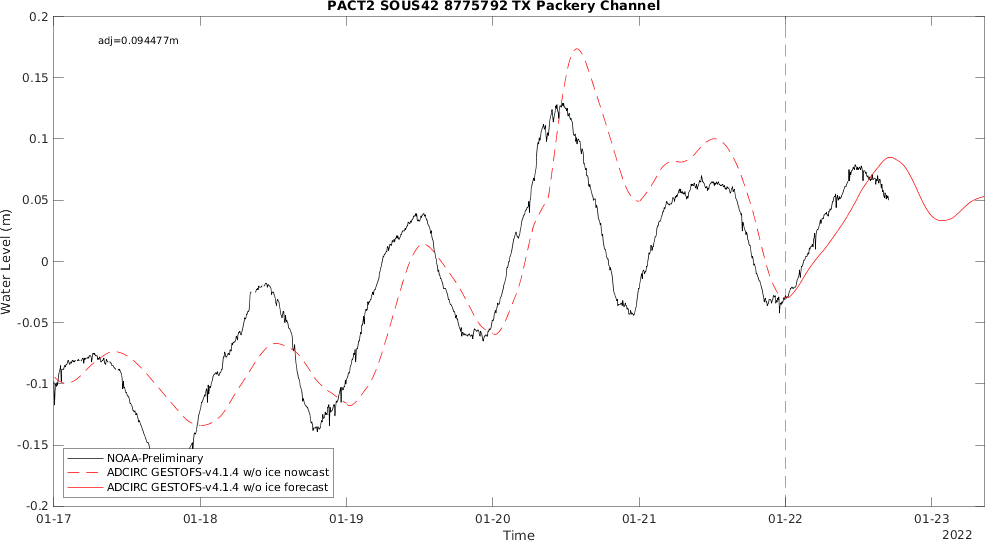 PACT2 SOUS42 8775792 TX Packery Channel
adj=0.094477m
0.2
0.15
0.1
0.05
0
-0.05
-0.1
-0.15
-0.2
Water Level (m)
NOAA-Preliminary
ADCIRC GESTOFS-v4.1.4 w/o ice nowcast
ADCIRC GESTOFS-v4.1.4 w/o ice forecast
01-17 01-18 01-19 01-20 01-21 01-22 01-23
Time
2022